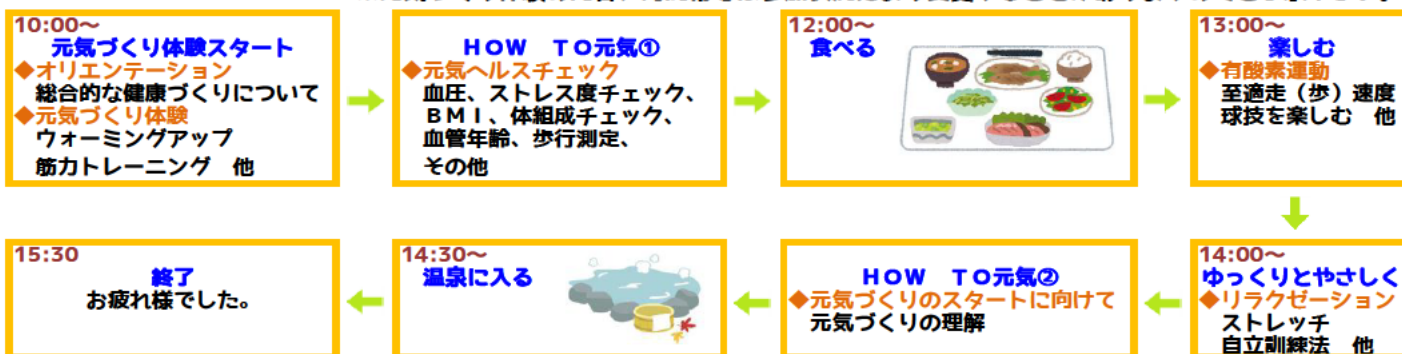 10:00～
元気づくり体験スタート
◆オリエンテーション
総合的な健康づくりについて
◆元気づくり体験
ウォーミングアップ
筋力トレーニング 他
ＨＯＷ ＴＯ元気①
◆元気ヘルスチェック
血圧、ストレス度チェック、
ＢＭＩ、体組成チェック、
血管年齢、歩行測定、
その他
12:00～
食べる
13:00～
楽しむ
◆有酸素運動
至適走（歩）速度
球技を楽しむ 他
14:00～
ゆっくりとやさしく
◆リラクゼーション
ストレッチ
自立訓練法 他
ＨＯＷ ＴＯ元気②
◆元気づくりのスタートに向けて
元気づくりの理解
14:30～
温泉に入る
15:30
終了
お疲れ様でした。